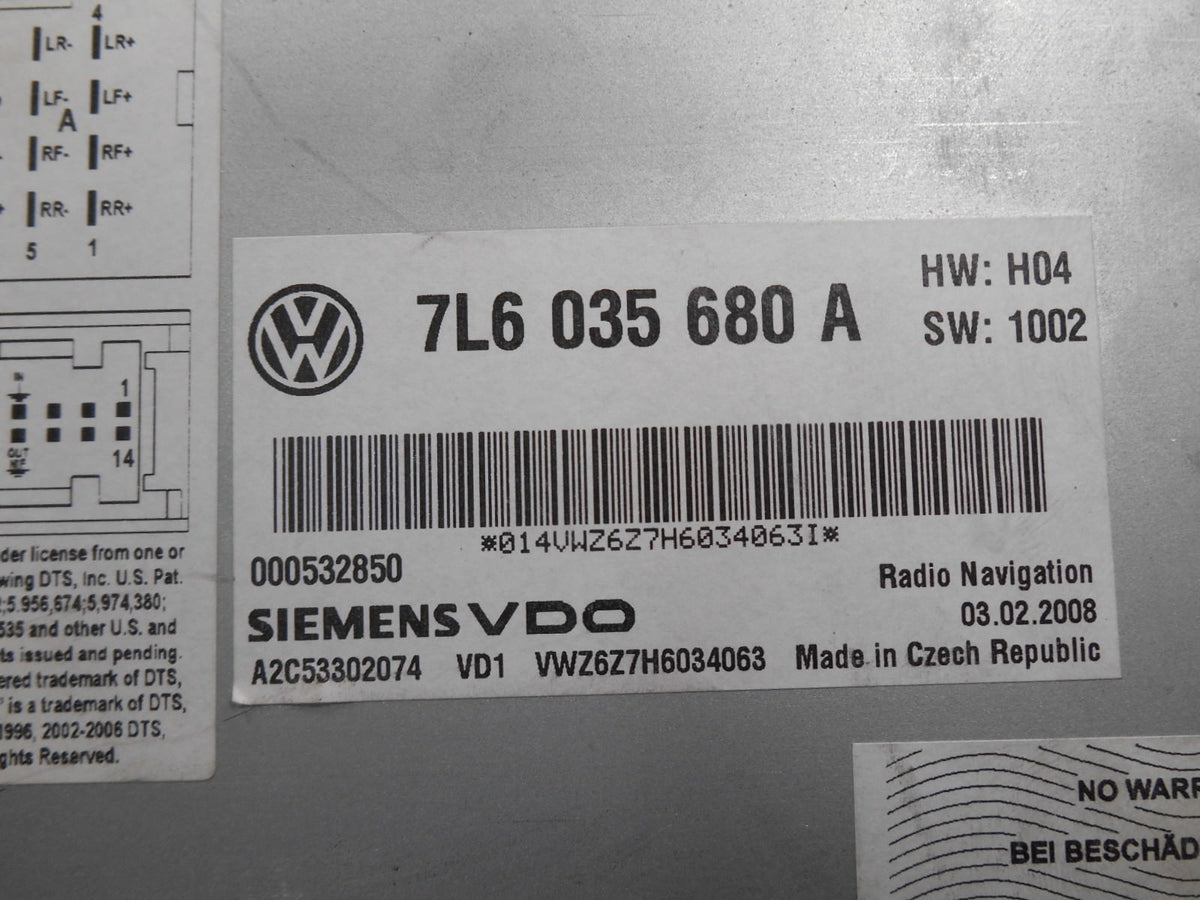 4
LR- LR+
LF- LF+
A
RF- RF+
RR- RR+
5 1
IN
1
OUT
14
der license from one or
wing DTS, Inc. U.S. Pat.
;5.956,674;5,974,380;
535 and other U.S. and
ts issued and pending.
ered trademark of DTS,
is a trademark of DTS,
1996, 2002-2006 DTS,
ghts Reserved.
VW
7L6 035 680 A
HW: H04
SW: 1002
*014VWZ6Z7H6034063I*
000532850
Radio Navigation
SIEMENS VDO
03.02.2008
A2C53302074 VD1 VWZ6Z7H6034063 Made in Czech Republic
NO WARR
BEI BESCHÄD